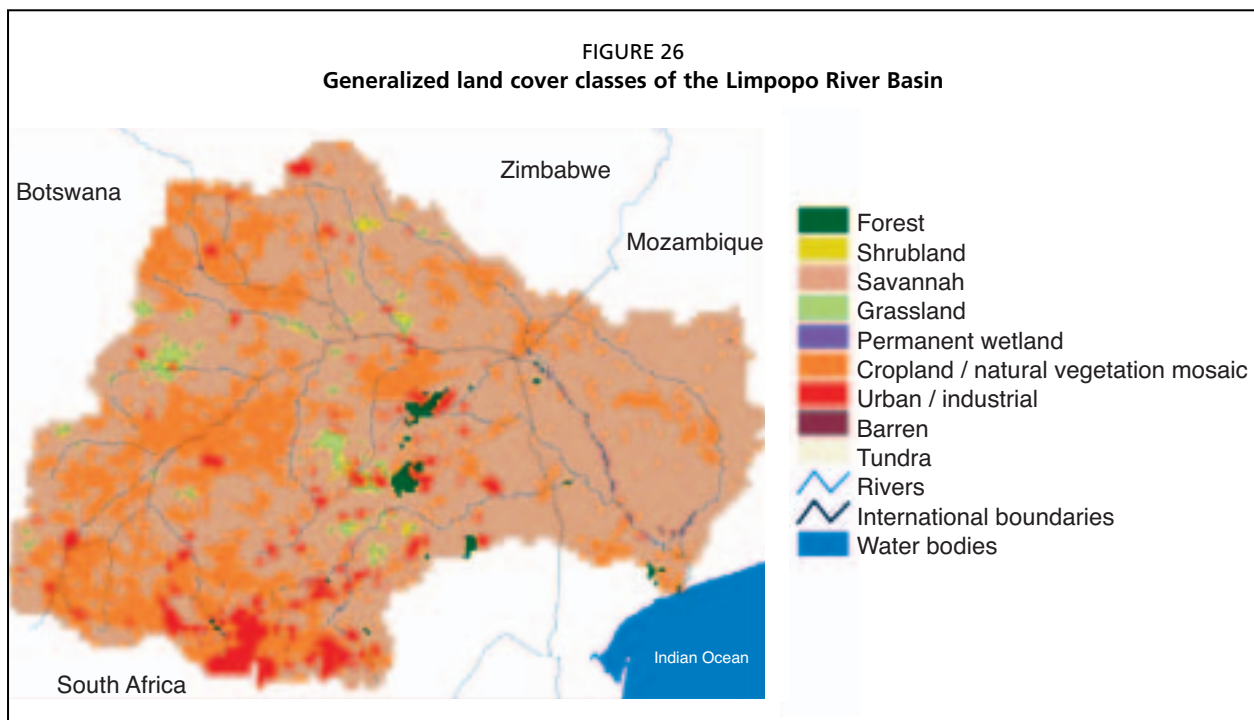 FIGURE 26
Generalized land cover classes of the Limpopo River Basin
Botswana
Zimbabwe
Mozambique
South Africa
Indian Ocean
Forest
Shrubland
Savannah
Grassland
Permanent wetland
Cropland / natural vegetation mosaic
Urban / industrial
Barren
Tundra
Rivers
International boundaries
Water bodies